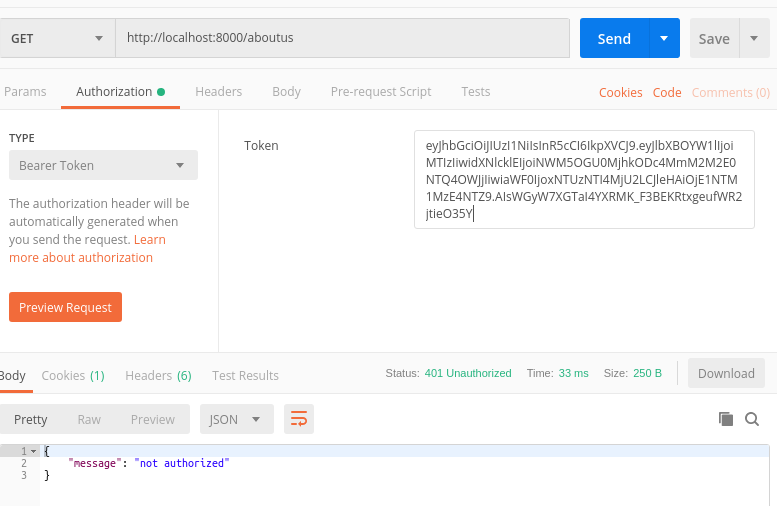 GET
http://localhost:8000/aboutus
Send
Save
Params Authorization Headers Body Pre-request Script Tests Cookies Code Comments (0)
TYPE
Bearer Token
The authorization header will be
automatically generated when
you send the request. Learn
more about authorization
Preview Request
Token
eyJhbGciOiJIUzI1NiIsInR5cCI6IkpXVCJ9.eyJlbXBOYW1lIjoi
MTIzIiwidXNlcklEIjoiNWM5OGU0MjhkODc4MmM2M2E0
NTQ4OWJjIiwiaWF0IjoxNTUzNTI4MjU2LCJleHAiOjE1NTM
1MzE4NTZ9.AIsWGyW7XGTaI4YXRMK_F3BEKRtxgeufWR2
jtieO35Y
Body Cookies (1) Headers (6) Test Results Status: 401 Unauthorized Time: 33 ms Size: 250 B Download
Pretty Raw Preview JSON
1 {
2 "message": "not authorized"
3 }